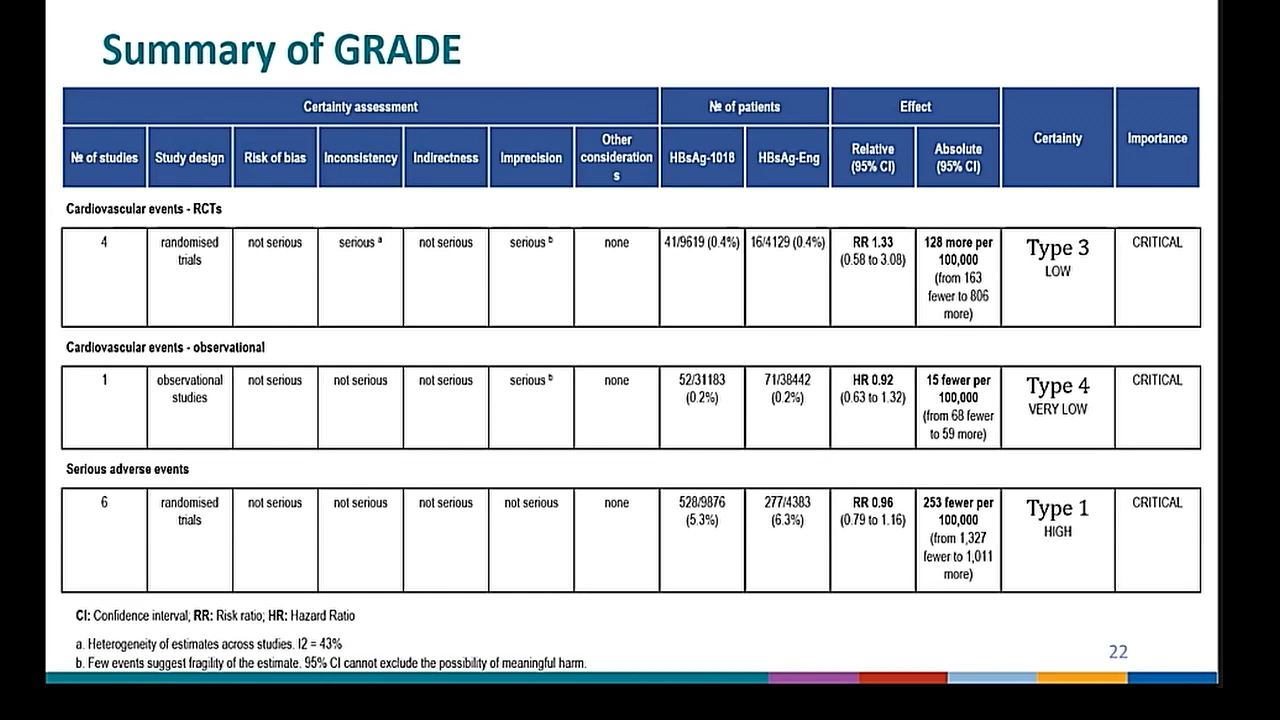 Summary of GRADE
Certainty assessment
№ of patients
Effect
Certainty
Importance
№ of studies
Study design
Risk of bias
Inconsistency
Indirectness
Imprecision
Other
consideration
s
HBsAg-1018
HBsAg-Eng
Relative
(95% CI)
Absolute
(95% CI)
Cardiovascular events - RCTs
4
randomised
trials
not serious
serious a
not serious
serious b
none
41/9619 (0.4%)
16/4129 (0.4%)
RR 1.33
(0.58 to 3.08)
128 more per
100,000
(from 163
fewer to 806
more)
Type 3
LOW
CRITICAL
Cardiovascular events - observational
1
observational
studies
not serious
not serious
not serious
serious b
none
52/31183
(0.2%)
71/38442
(0.2%)
HR 0.92
(0.63 to 1.32)
15 fewer per
100,000
(from 68 fewer
to 59 more)
Type 4
VERY LOW
CRITICAL
Serious adverse events
6
randomised
trials
not serious
not serious
not serious
not serious
none
528/9876
(5.3%)
277/4383
(6.3%)
RR 0.96
(0.79 to 1.16)
253 fewer per
100,000
(from 1,327
fewer to 1,011
more)
Type 1
HIGH
CRITICAL
CI: Confidence interval; RR: Risk ratio; HR: Hazard Ratio
a. Heterogeneity of estimates across studies. I2 = 43%
b. Few events suggest fragility of the estimate. 95% CI cannot exclude the possibility of meaningful harm.
22